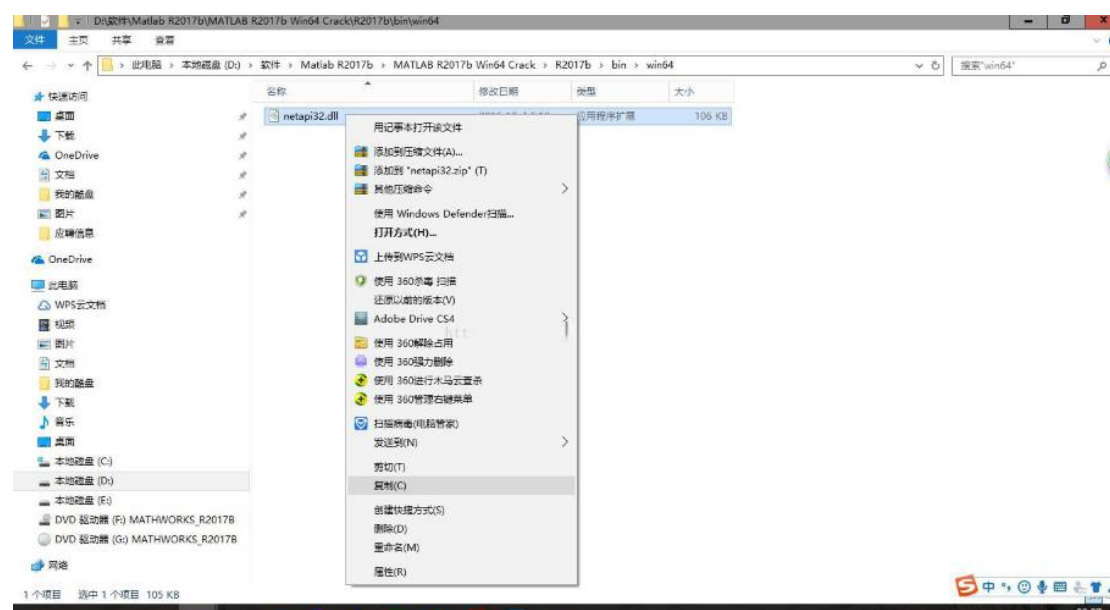 D:\软件\Matlab R2017b\MATLAB R2017b Win64 Crack\R2017b\bin\win64
文件 主页 共享 查看
此电脑 › 本地磁盘 (D:) › 软件 › Matlab R2017b › MATLAB R2017b Win64 Crack › R2017b › bin › win64 搜索"win64"
名称 修改日期 类型 大小
快速访问
桌面
netapi32.dll 应用程序扩展 106 KB
下载
OneDrive
文档
我的酷盘
图片
应聘信息
OneDrive
此电脑
WPS云文档
视频
图片
文档
我的酷盘
下载
音乐
桌面
本地磁盘 (C:)
本地磁盘 (D:)
本地磁盘 (E:)
DVD 驱动器 (F:) MATHWORKS_R2017B
DVD 驱动器 (G:) MATHWORKS_R2017B
网络
用记事本打开该文件
添加到压缩文件(A)...
添加到 "netapi32.zip" (T)
其他压缩命令
使用 Windows Defender扫描...
打开方式(H)...
上传到WPS云文档
使用 360杀毒 扫描
还原以前的版本(V)
Adobe Drive CS4
htt
使用 360解除占用
使用 360强力删除
使用 360进行木马云查杀
使用 360管理右键菜单
扫描病毒(电脑管家)
发送到(N)
剪切(T)
复制(C)
创建快捷方式(S)
删除(D)
重命名(M)
属性(R)
1 个项目 选中 1 个项目 105 KB
中